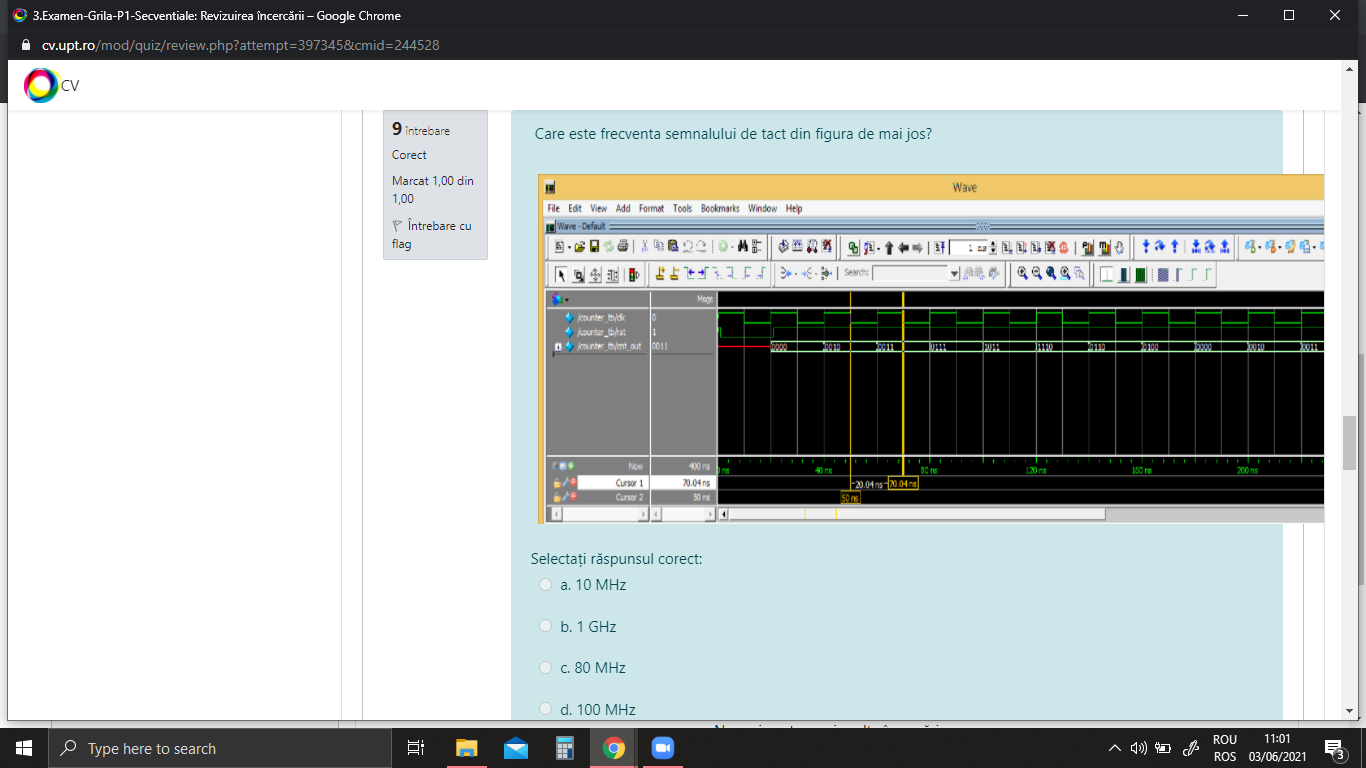 3.Examen-Grila-P1-Secventiale: Revizuirea încercării – Google Chrome
cv.upt.ro/mod/quiz/review.php?attempt=397345&cmid=244528
CV
9 întrebare
Corect
Marcat 1,00 din
1,00
Întrebare cu
flag
Care este frecventa semnalului de tact din figura de mai jos?
Wave
File Edit View Add Format Tools Bookmarks Window Help
Wave - Default
1 ns
Search:
Msgs
/counter_tb/clk 0
/counter_tb/rst 1
/counter_tb/cnt_out 0011
0000 0010 0011 0111 1011 1110 0110 0100 0000 0010 0011
Now 400 ns
ns 40 ns 80 ns 120 ns 160 ns 200 ns
Cursor 1 70.04 ns
20.04 ns 70.04 ns
Cursor 2 50 ns
50 ns
Selectați răspunsul corect:
a. 10 MHz
b. 1 GHz
c. 80 MHz
d. 100 MHz
Type here to search
ROU
ROS
11:01
03/06/2021
3